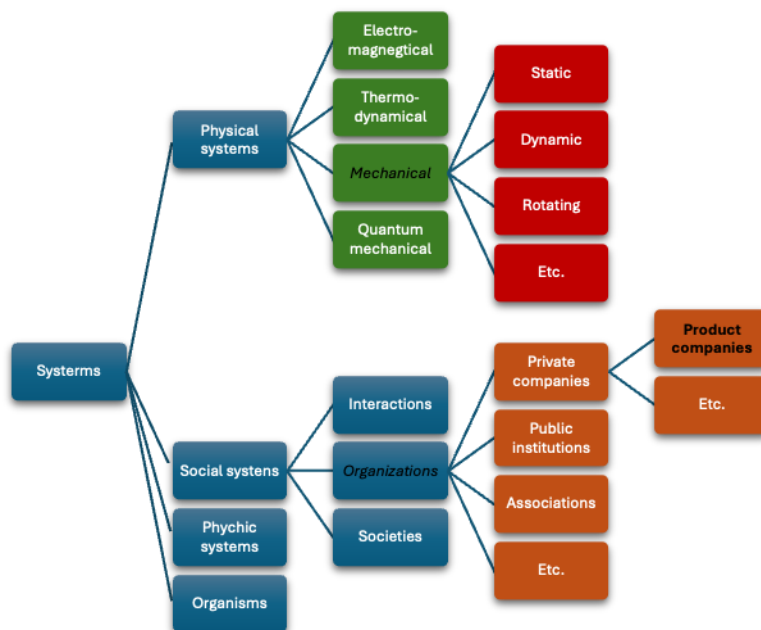 Electro-
magnegtical
Thermo-
dynamical
Mechanical
Quantum
mechanical
Static
Dynamic
Rotating
Etc.
Physical
systems
Systerms
Social systens
Phychic
systems
Organisms
Interactions
Organizations
Societies
Private
companies
Public
institutions
Associations
Etc.
Product
companies
Etc.